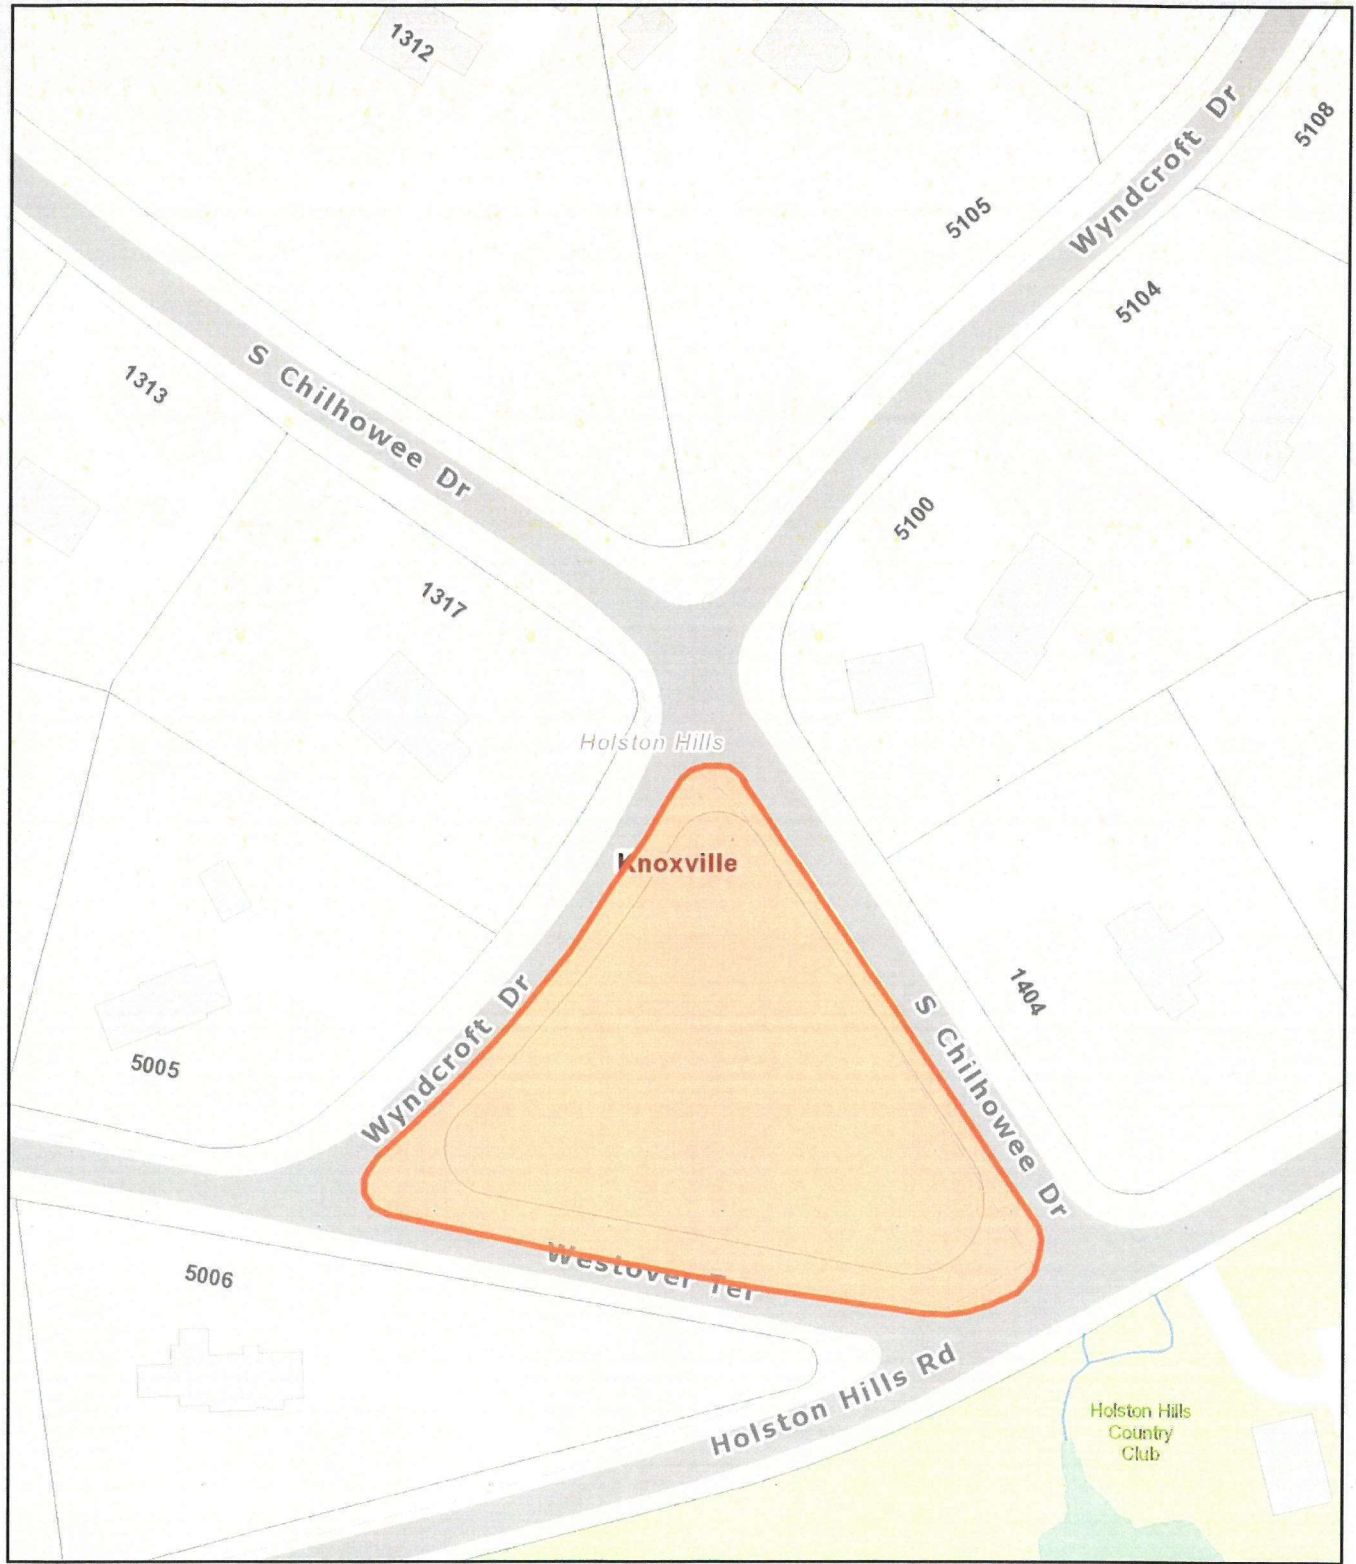 1312
5108
Wyndcroft Dr
5105
5104
S Chilhowee Dr
1313
5100
1317
Holston Hills
Knoxville
S Chilhowee Dr
1404
Wyndcroft Dr
5005
Westover Ter
5006
Holston Hills Rd
Holston Hills
Country
Club